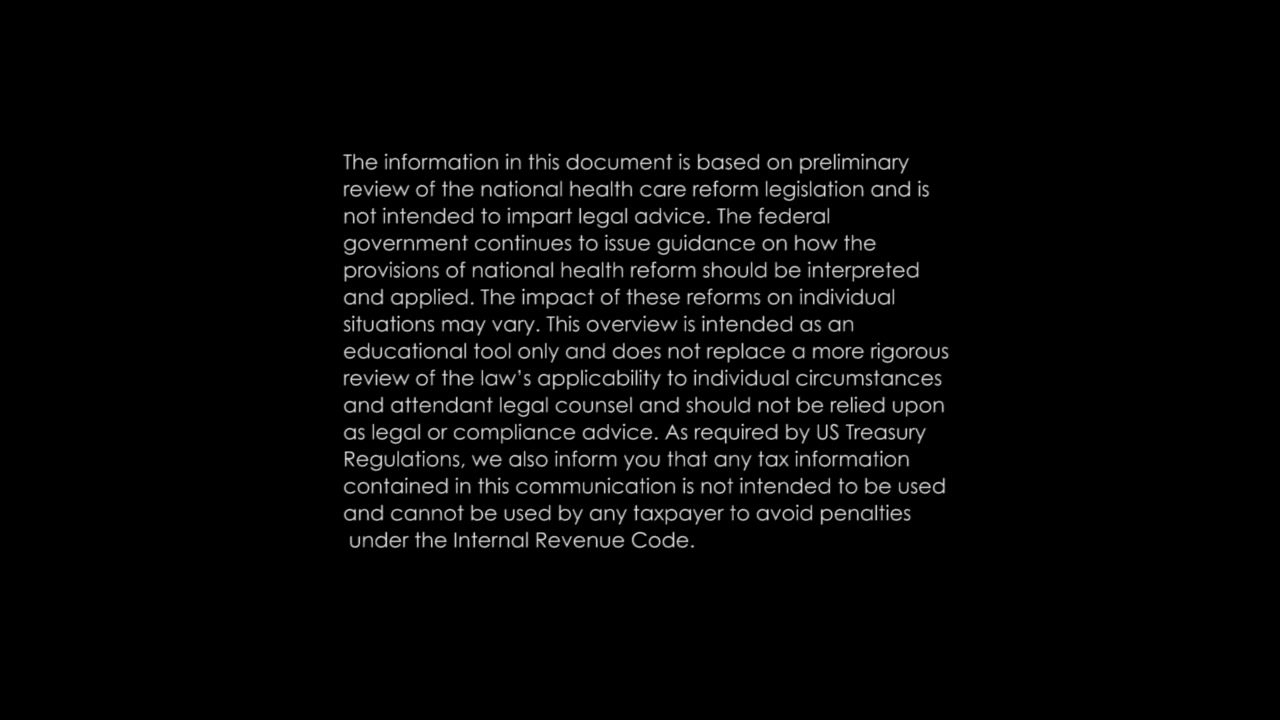 The information in this document is based on preliminary
review of the national health care reform legislation and is
not intended to impart legal advice. The federal
government continues to issue guidance on how the
provisions of national health reform should be interpreted
and applied. The impact of these reforms on individual
situations may vary. This overview is intended as an
educational tool only and does not replace a more rigorous
review of the law’s applicability to individual circumstances
and attendant legal counsel and should not be relied upon
as legal or compliance advice. As required by US Treasury
Regulations, we also inform you that any tax information
contained in this communication is not intended to be used
and cannot be used by any taxpayer to avoid penalties
under the Internal Revenue Code.